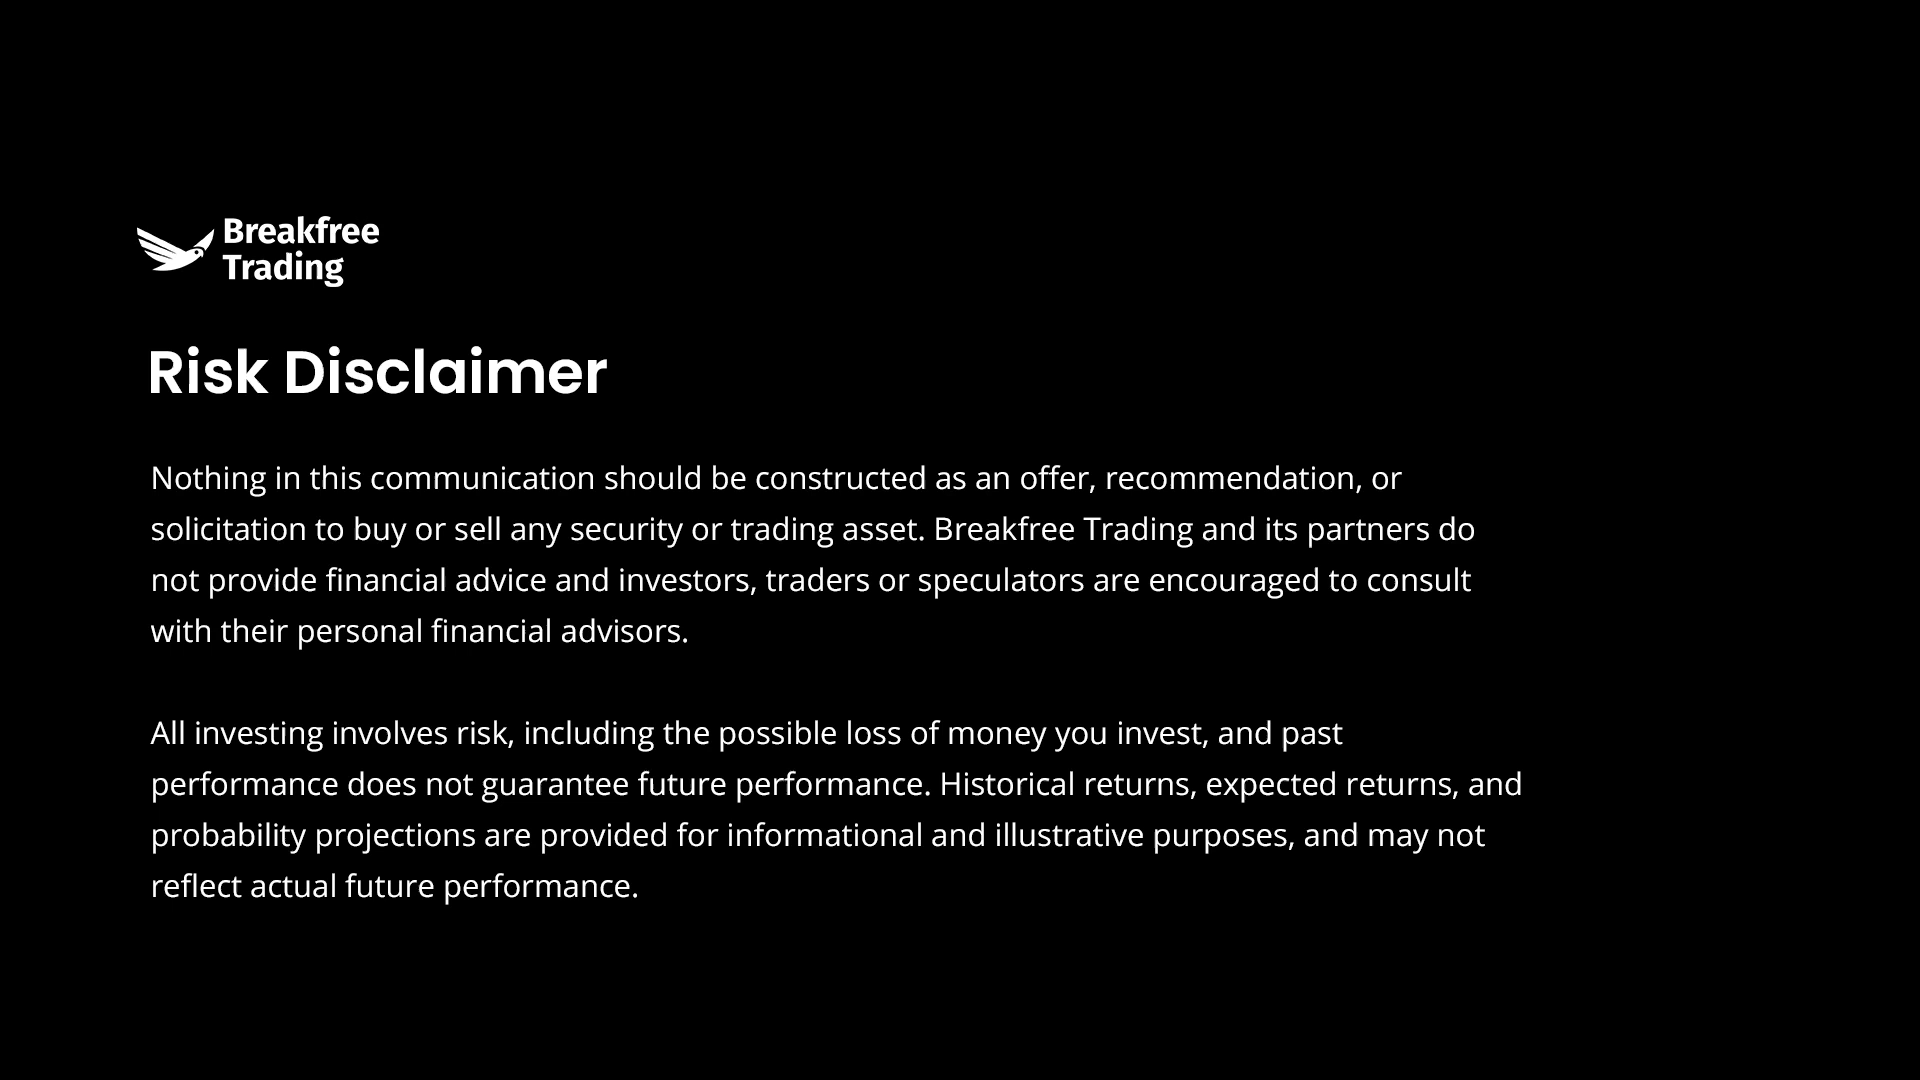 Breakfree
Trading
Risk Disclaimer
Nothing in this communication should be constructed as an offer, recommendation, or
solicitation to buy or sell any security or trading asset. Breakfree Trading and its partners do
not provide financial advice and investors, traders or speculators are encouraged to consult
with their personal financial advisors.
All investing involves risk, including the possible loss of money you invest, and past
performance does not guarantee future performance. Historical returns, expected returns, and
probability projections are provided for informational and illustrative purposes, and may not
reflect actual future performance.